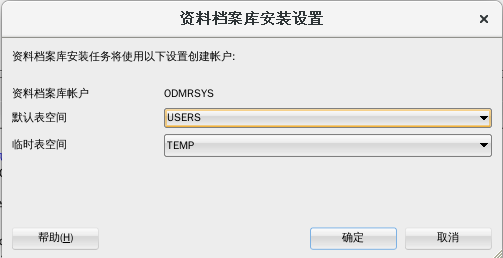 资料档案库安装设置
资料档案库安装任务将使用以下设置创建帐户:
资料档案库帐户 ODMRSYS
默认表空间 USERS
临时表空间 TEMP
帮助(H) 确定 取消